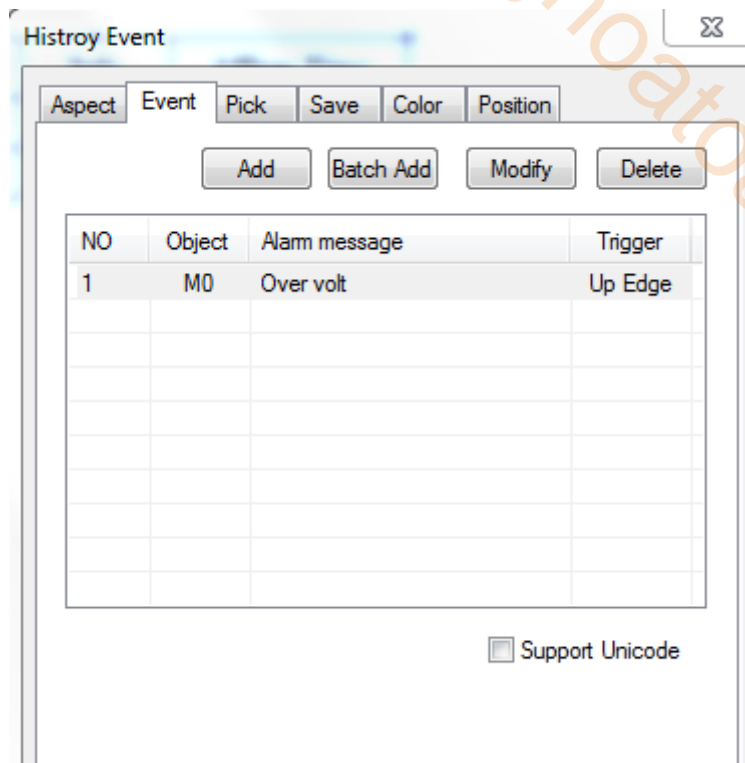 Histroy Event
Aspect Event Pick Save Color Position
Add Batch Add Modify Delete
NO Object Alarm message Trigger
1 M0 Over volt Up Edge
Support Unicode